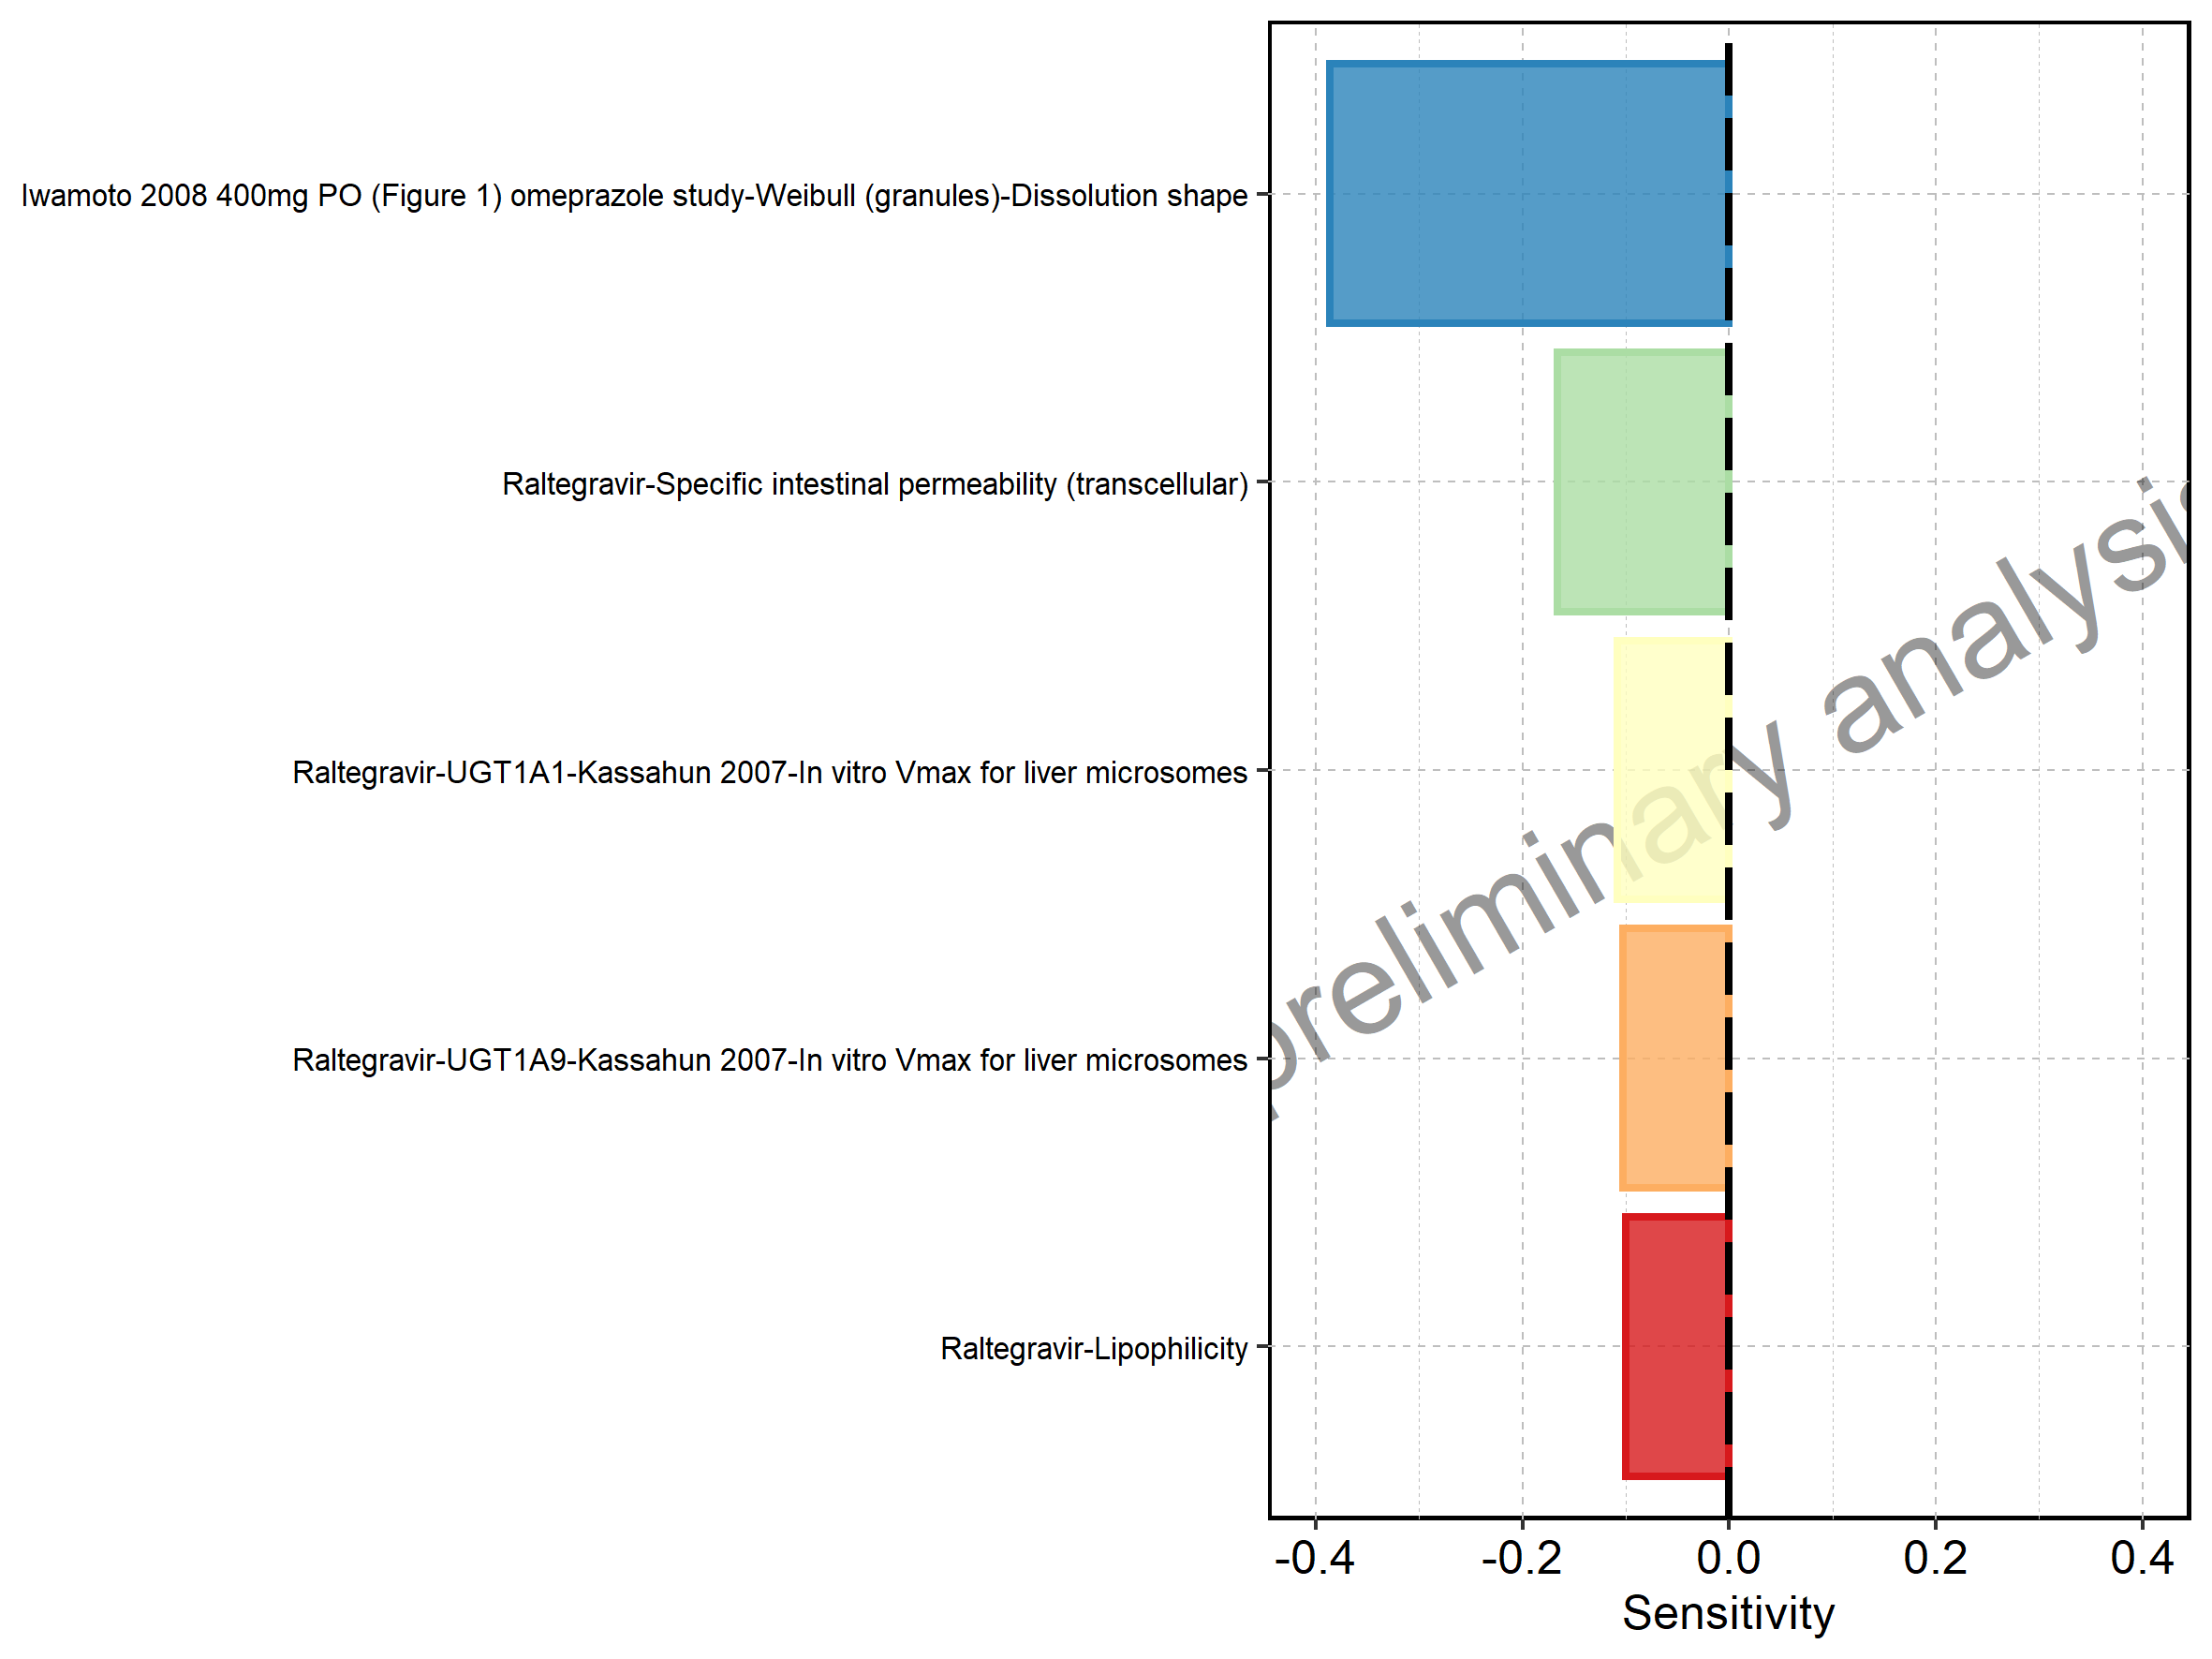 Iwamoto 2008 400mg PO (Figure 1) omeprazole study-Weibull (granules)-Dissolution shape
Raltegravir-Specific intestinal permeability (transcellular)
Raltegravir-UGT1A1-Kassahun 2007-In vitro Vmax for liver microsomes
Raltegravir-UGT1A9-Kassahun 2007-In vitro Vmax for liver microsomes
Raltegravir-Lipophilicity
preliminary analysis
-0.4 -0.2 0.0 0.2 0.4
Sensitivity